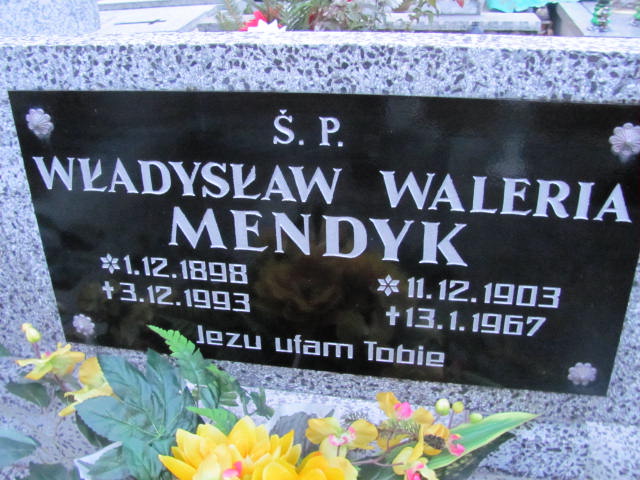 Ś. P.
WŁADYSŁAW WALERIA
MENDYK
*1.12.1898 *11.12.1903
†3.12.1993 †13.1.1967
Jezu ufam Tobie